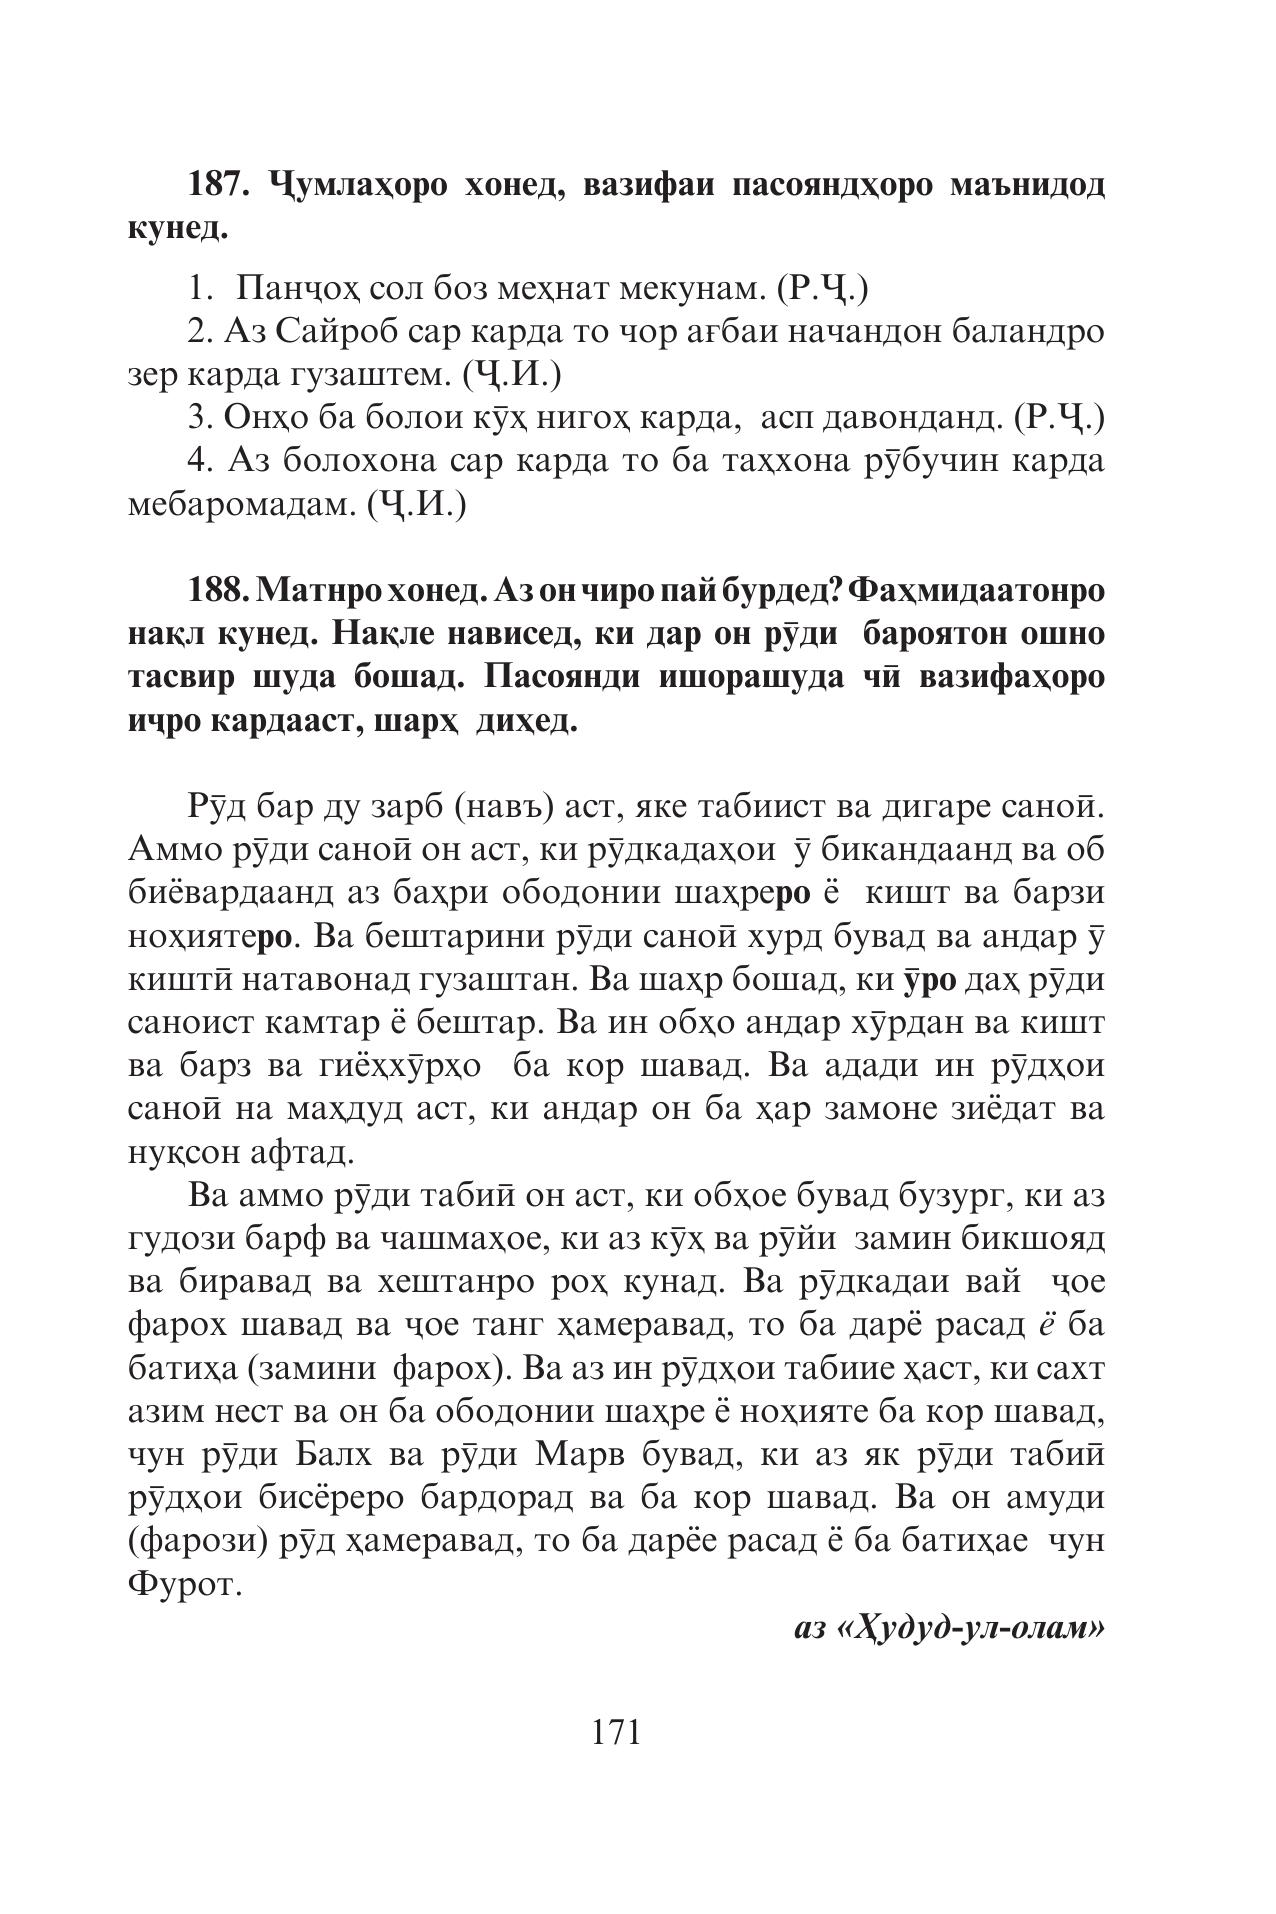 187. Ҷумлаҳоро хонед, вазифаи пасояндҳоро маънидод
кунед.
1. Панҷоҳ сол боз меҳнат мекунам. (Р.Ҷ.)
2. Аз Сайроб сар карда то чор ағбаи начандон баландро
зер карда гузаштем. (Ҷ.И.)
3. Онҳо ба болои кӯҳ нигоҳ карда, асп давонданд. (Р.Ҷ.)
4. Аз болохона сар карда то ба таҳхона рӯбучин карда
мебаромадам. (Ҷ.И.)
188. Матнро хонед. Аз он чиро пай бурдед? Фаҳмидаатонро
нақл кунед. Нақле нависед, ки дар он рӯди бароятон ошно
тасвир шуда бошад. Пасоянди ишорашуда чӣ вазифаҳоро
иҷро кардааст, шарҳ диҳед.
Рӯд бар ду зарб (навъ) аст, яке табиист ва дигаре саноӣ.
Аммо рӯди саноӣ он аст, ки рӯдкадаҳои ӯ бикандаанд ва об
биёвардаанд аз баҳри ободонии шаҳреро ё кишт ва барзи
ноҳиятеро. Ва бештарини рӯди саноӣ хурд бувад ва андар ӯ
киштӣ натавонад гузаштан. Ва шаҳр бошад, ки ӯро даҳ рӯди
саноист камтар ё бештар. Ва ин обҳо андар хӯрдан ва кишт
ва барз ва гиёҳхӯрҳо ба кор шавад. Ва адади ин рӯдҳои
саноӣ на маҳдуд аст, ки андар он ба ҳар замоне зиёдат ва
нуқсон афтад.
Ва аммо рӯди табиӣ он аст, ки обҳое бувад бузург, ки аз
гудози барф ва чашмаҳое, ки аз кӯҳ ва рӯйи замин бикшояд
ва биравад ва хештанро роҳ кунад. Ва рӯдкадаи вай ҷое
фарох шавад ва ҷое танг ҳамеравад, то ба дарё расад ё ба
батиҳа (замини фарох). Ва аз ин рӯдҳои табиие ҳаст, ки сахт
азим нест ва он ба ободонии шаҳре ё ноҳияте ба кор шавад,
чун рӯди Балх ва рӯди Марв бувад, ки аз як рӯди табиӣ
рӯдҳои бисёреро бардорад ва ба кор шавад. Ва он амуди
(фарози) рӯд ҳамеравад, то ба дарёе расад ё ба батиҳае чун
Фурот.
аз «Ҳудуд-ул-олам»
171